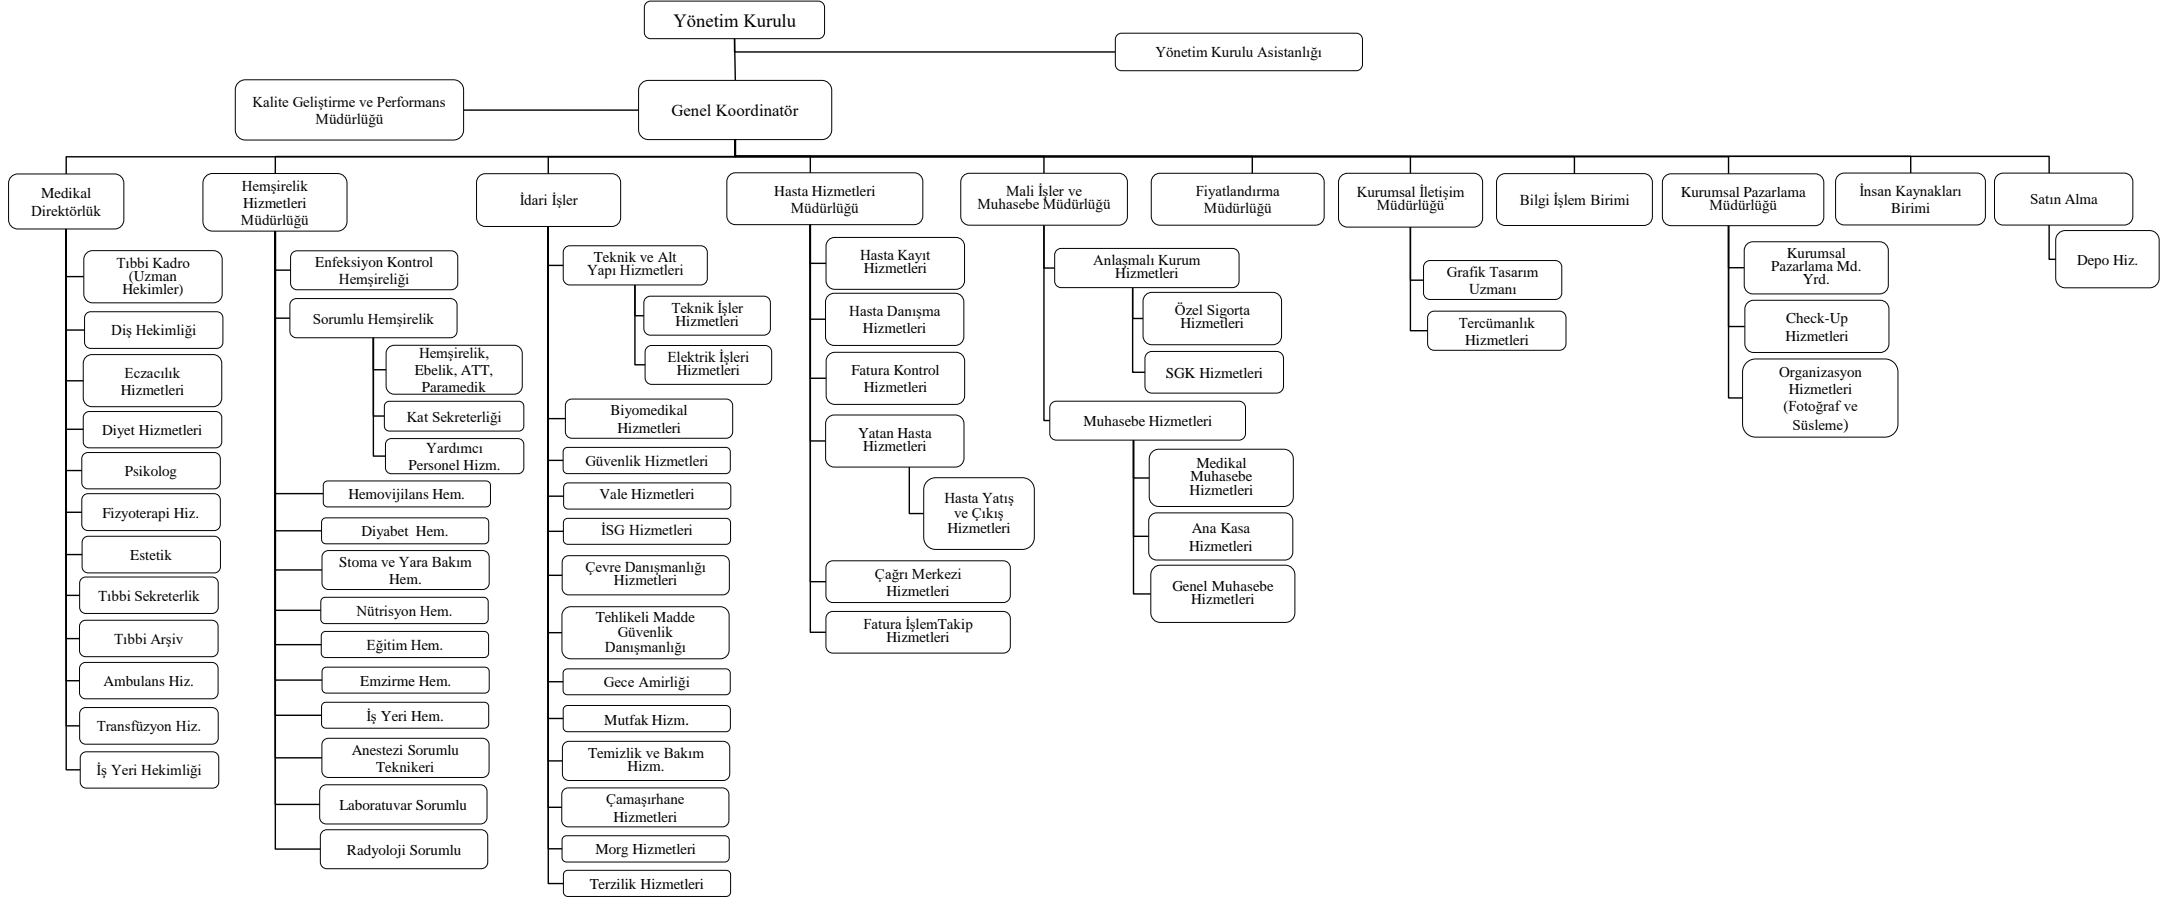 Yönetim Kurulu
Yönetim Kurulu Asistanlığı
Kalite Geliştirme ve Performans
Müdürlüğü
Genel Koordinatör
Medikal
Direktörlük
Tıbbi Kadro
(Uzman
Hekimler)
Diş Hekimliği
Eczacılık
Hizmetleri
Diyet Hizmetleri
Psikolog
Fizyoterapi Hiz.
Estetik
Tıbbi Sekreterlik
Tıbbi Arşiv
Ambulans Hiz.
Transfüzyon Hiz.
İş Yeri Hekimliği
Hemşirelik
Hizmetleri
Müdürlüğü
Enfeksiyon Kontrol
Hemşireliği
Sorumlu Hemşirelik
Hemşirelik,
Ebelik, ATT,
Paramedik
Kat Sekreterliği
Yardımcı
Personel Hizm.
Hemovijilans Hem.
Diyabet  Hem.
Stoma ve Yara Bakım
Hem.
Nütrisyon Hem.
Eğitim Hem.
Emzirme Hem.
İş Yeri Hem.
Anestezi Sorumlu
Teknikeri
Laboratuvar Sorumlu
Radyoloji Sorumlu
İdari İşler
Teknik ve Alt
Yapı Hizmetleri
Teknik İşler
Hizmetleri
Elektrik İşleri
Hizmetleri
Biyomedikal
Hizmetleri
Güvenlik Hizmetleri
Vale Hizmetleri
İSG Hizmetleri
Çevre Danışmanlığı
Hizmetleri
Tehlikeli Madde
Güvenlik
Danışmanlığı
Gece Amirliği
Mutfak Hizm.
Temizlik ve Bakım
Hizm.
Çamaşırhane
Hizmetleri
Morg Hizmetleri
Terzilik Hizmetleri
Hasta Hizmetleri
Müdürlüğü
Hasta Kayıt
Hizmetleri
Hasta Danışma
Hizmetleri
Fatura Kontrol
Hizmetleri
Yatan Hasta
Hizmetleri
Hasta Yatış
ve Çıkış
Hizmetleri
Çağrı Merkezi
Hizmetleri
Fatura İşlemTakip
Hizmetleri
Mali İşler ve
Muhasebe Müdürlüğü
Anlaşmalı Kurum
Hizmetleri
Özel Sigorta
Hizmetleri
SGK Hizmetleri
Muhasebe Hizmetleri
Medikal
Muhasebe
Hizmetleri
Ana Kasa
Hizmetleri
Genel Muhasebe
Hizmetleri
Fiyatlandırma
Müdürlüğü
Kurumsal İletişim
Müdürlüğü
Grafik Tasarım
Uzmanı
Tercümanlık
Hizmetleri
Bilgi İşlem Birimi
Kurumsal Pazarlama
Müdürlüğü
Kurumsal
Pazarlama Md.
Yrd.
Check-Up
Hizmetleri
Organizasyon
Hizmetleri
(Fotoğraf ve
Süsleme)
İnsan Kaynakları
Birimi
Satın Alma
Depo Hiz.